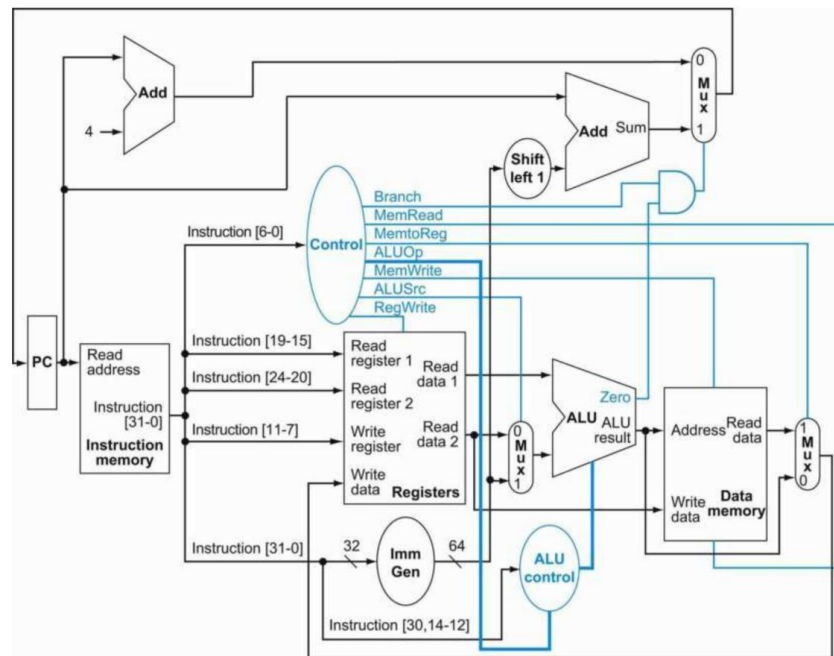 Add
4
Add Sum
0
M
u
x
1
Shift
left 1
Branch
MemRead
MemtoReg
ALUOp
MemWrite
ALUSrc
RegWrite
Control
Instruction [6-0]
PC
Read
address
Instruction
[31-0]
Instruction
memory
Instruction [19-15]
Instruction [24-20]
Instruction [11-7]
Instruction [31-0]
Read
register 1
Read
register 2
Write
register
Write
data
Read
data 1
Read
data 2
Registers
0
M
u
x
1
Zero
ALU
ALU
result
Address
Read
data
Write
data
Data
memory
1
M
u
x
0
32
Imm
Gen
64
ALU
control
Instruction [30,14-12]